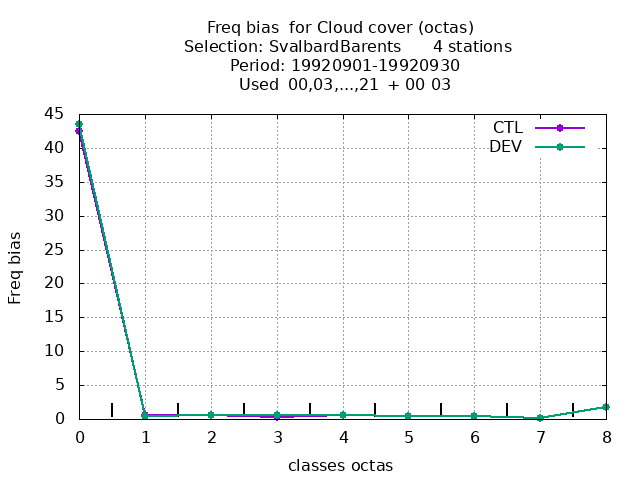 Freq bias  for Cloud cover (octas)
Selection: SvalbardBarents      4 stations
Period: 19920901-19920930
Used  00,03,...,21  + 00 03
CTL
DEV
45
40
35
30
25
20
15
10
5
0
Freq bias
0 1 2 3 4 5 6 7 8
classes octas